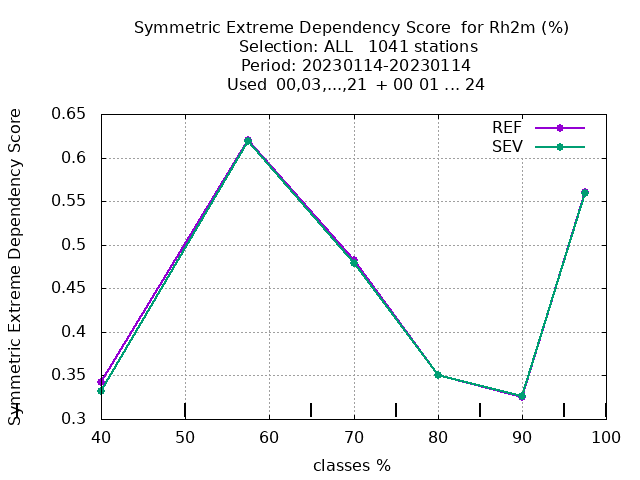 Symmetric Extreme Dependency Score  for Rh2m (%)
Selection: ALL   1041 stations
Period: 20230114-20230114
Used  00,03,...,21  + 00 01 ... 24
Symmetric Extreme Dependency Score
0.65
0.6
0.55
0.5
0.45
0.4
0.35
0.3
REF
SEV
40 50 60 70 80 90 100
classes %